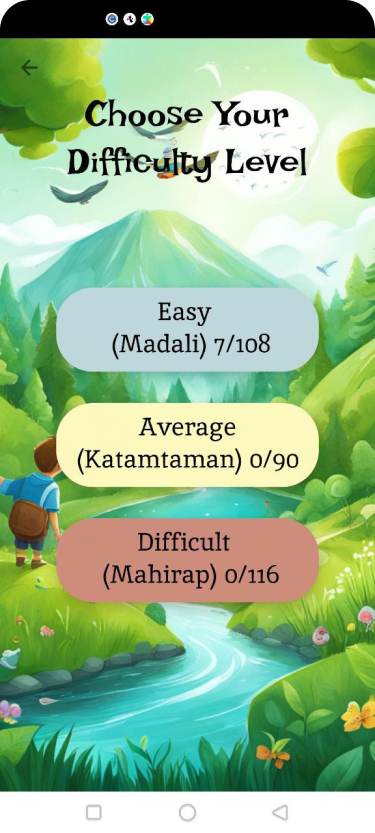 Choose Your
Difficulty Level
Easy
(Madali) 7/108
Average
(Katamtaman) 0/90
Difficult
(Mahirap) 0/116